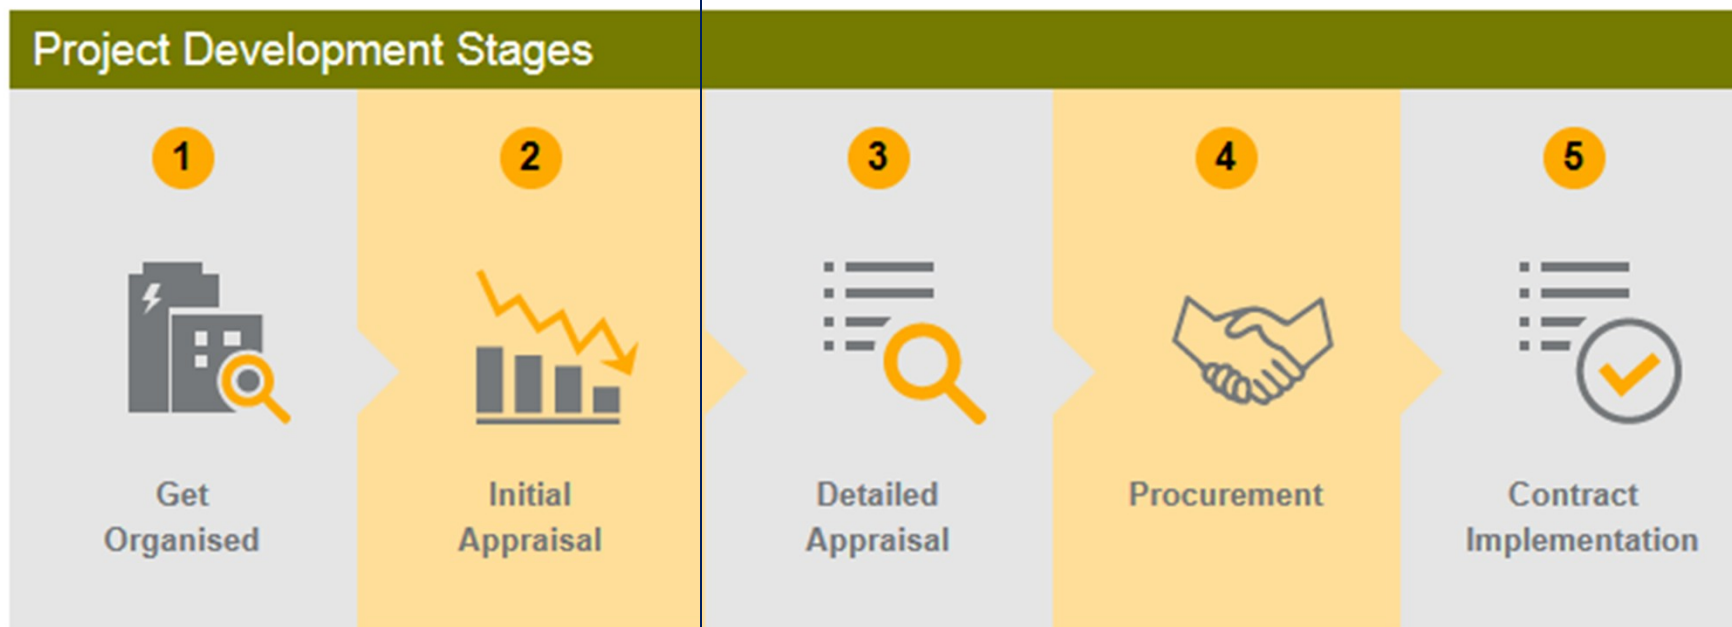 Project Development Stages
1
2
3
4
5
Get
Organised
Initial
Appraisal
Detailed
Appraisal
Procurement
Contract
Implementation